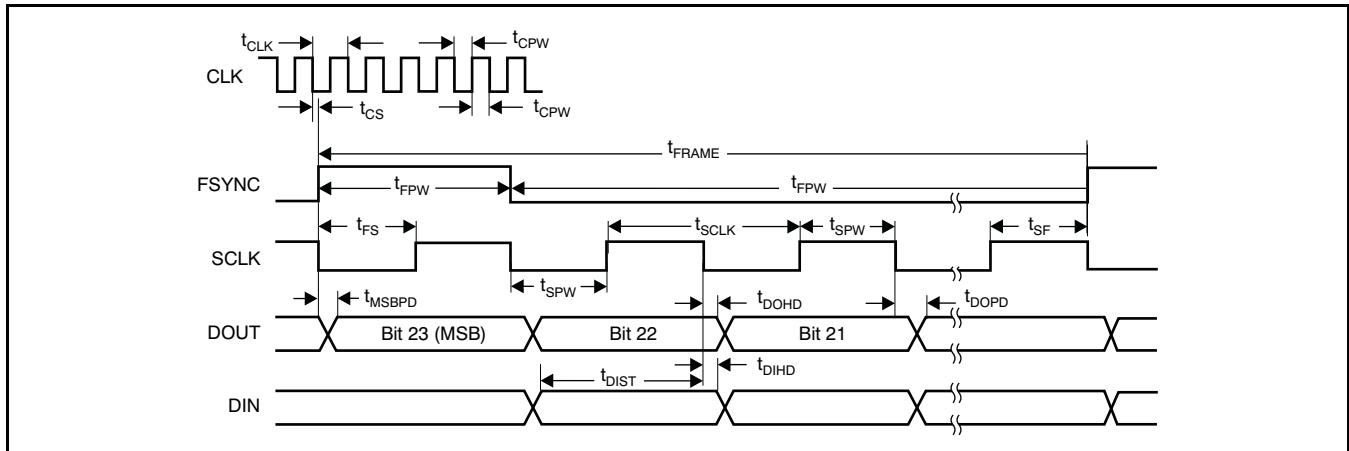 tCLK tCPW
CLK
tCS tCPW
tFRAME
FSYNC tFPW tFPW
tFS tSCLK tSPW tSF
SCLK
tSPW
tMSBPD tDOHD tDOPD
DOUT Bit 23 (MSB) Bit 22 Bit 21
tDIST tDIHD
DIN